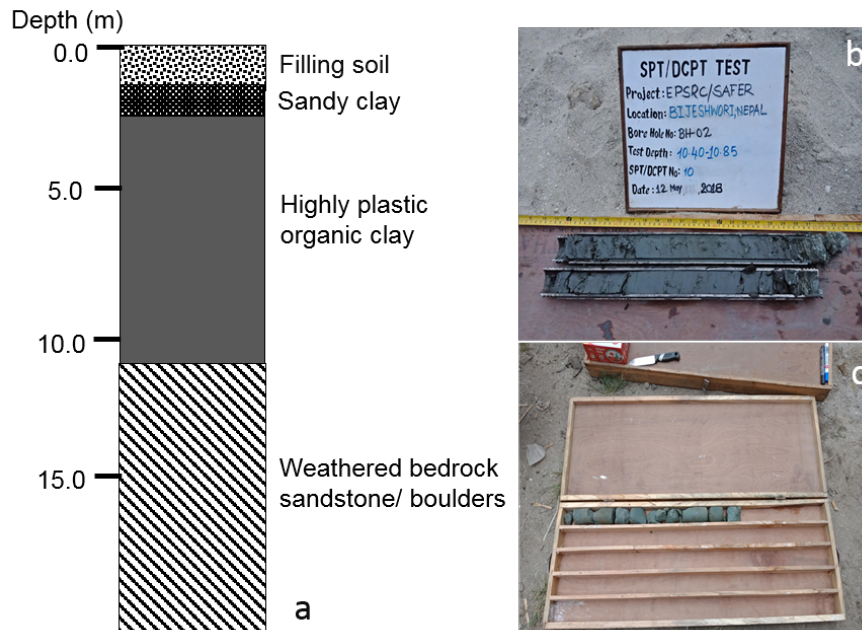 Depth (m)
0.0
Filling soil
Sandy clay
5.0
Highly plastic
organic clay
10.0
15.0
Weathered bedrock
sandstone/ boulders
a
b
SPT/DCPT TEST
Project: EPSRC/SAFER
Location: BIJESHWORI, NEPAL
Bore Hole No: BH-02
Test Depth: 10.40-10.85
SPT/DCPT No: 10
Date: 12 May, 2018
c